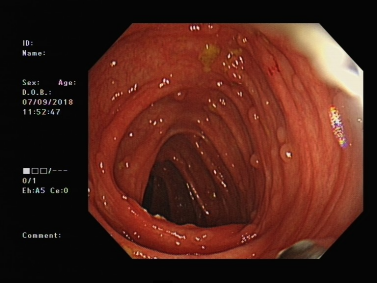 ID:
Name:
Sex: Age:
D.O.B.:
07/09/2018
11:52:47
■□□/---
0/1
Eh:A5 Ce:0
Comment: